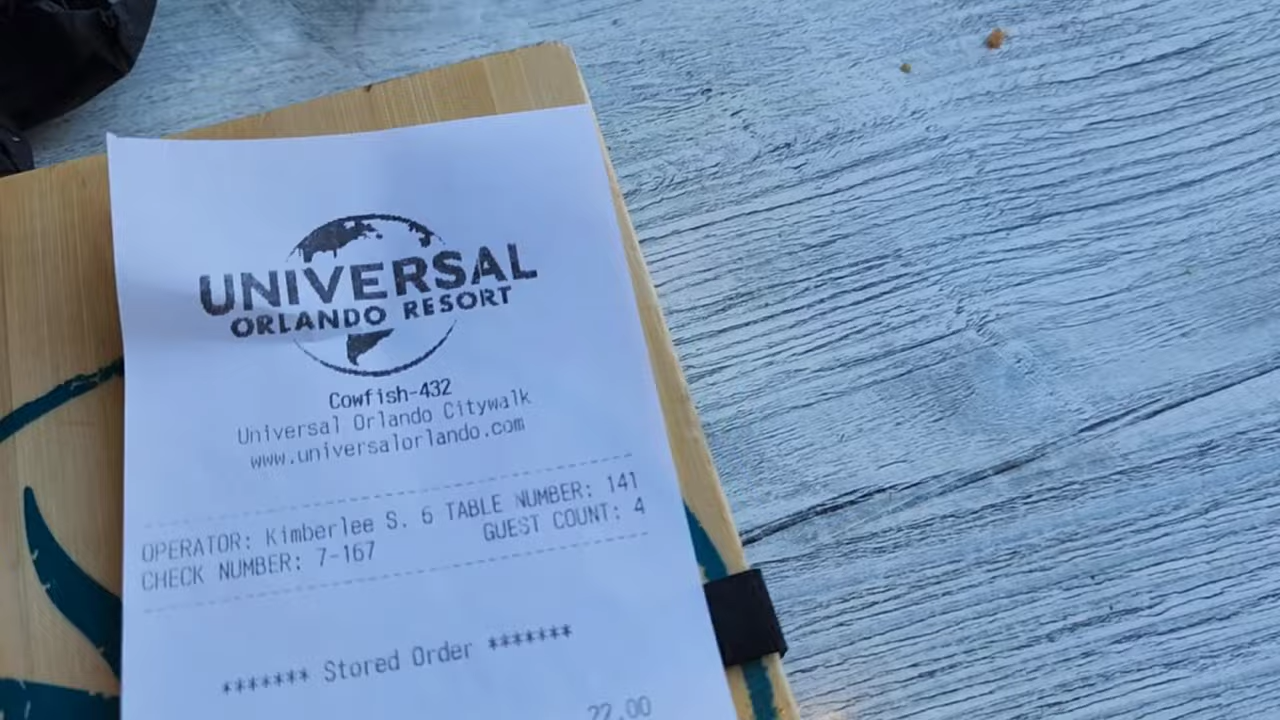 UNIVERSAL
ORLANDO RESORT
Cowfish-432
Universal Orlando Citywalk
www.universalorlando.com
OPERATOR: Kimberlee S. 6 TABLE NUMBER: 141
CHECK NUMBER: 7-167 GUEST COUNT: 4
******* Stored Order *******
22.00